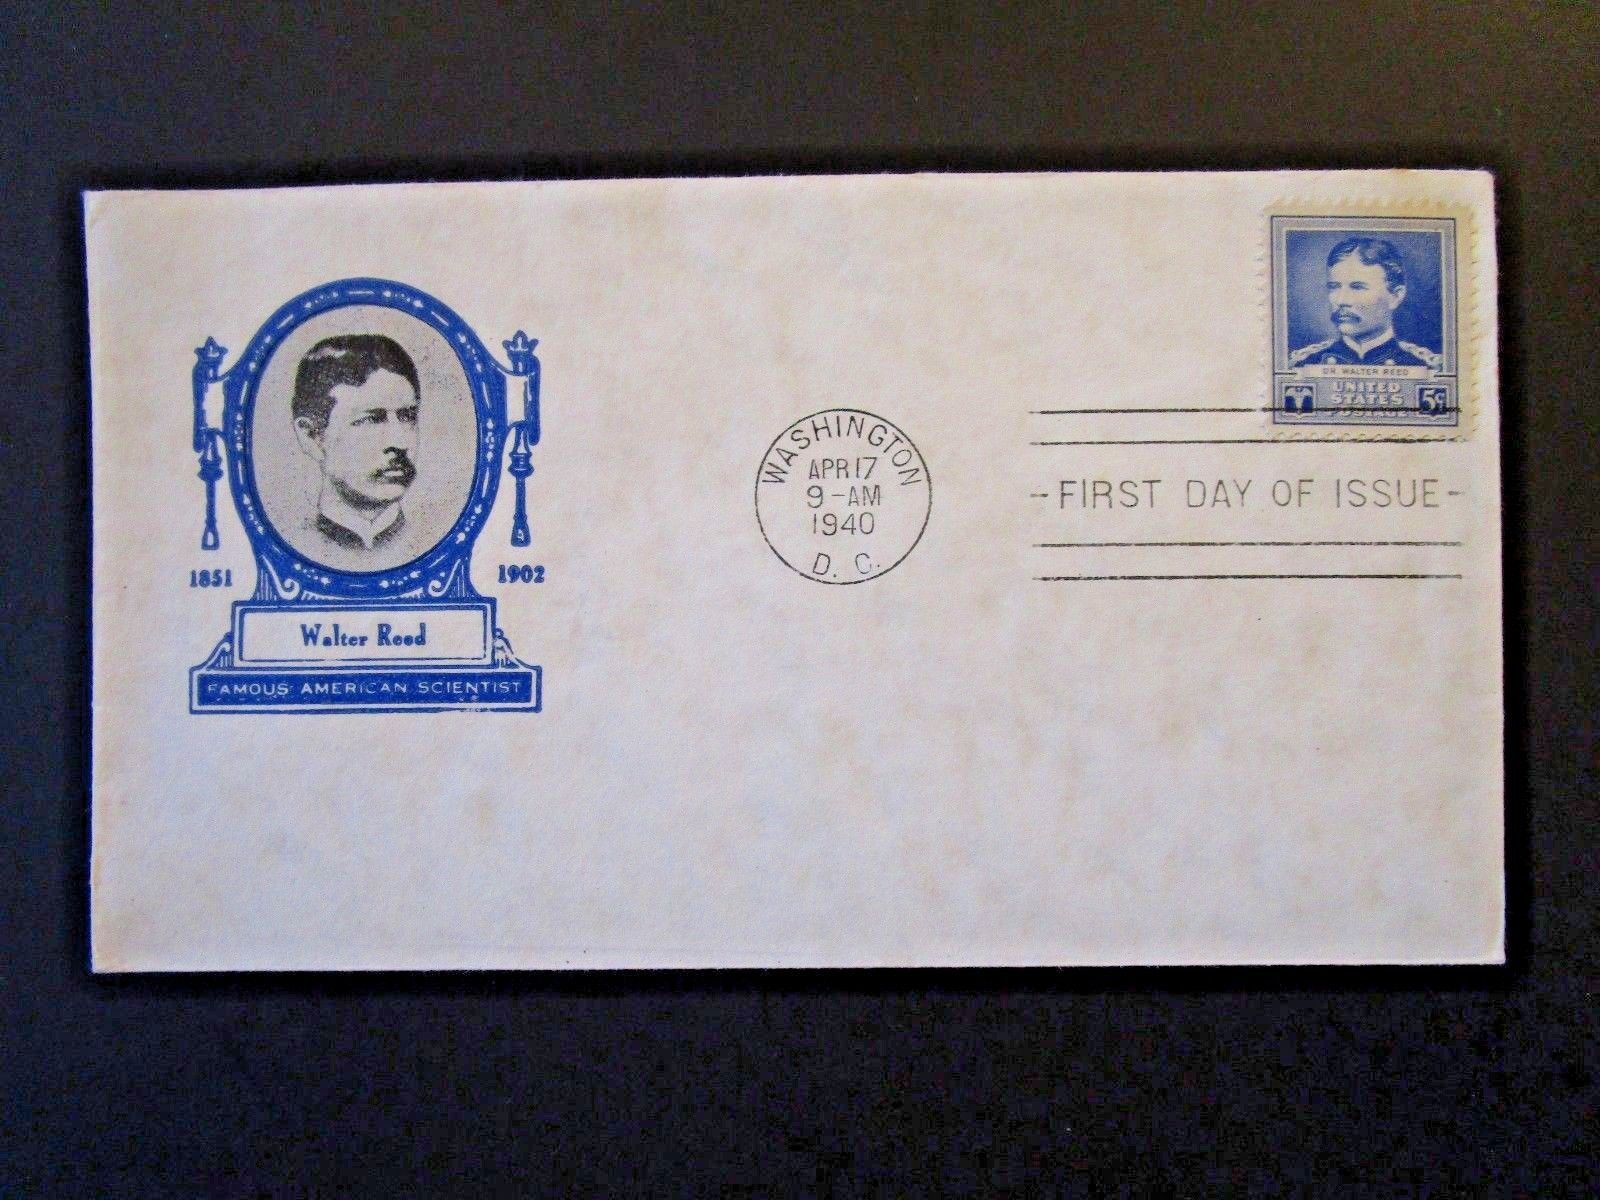 1851
1902
Walter Reed
FAMOUS AMERICAN SCIENTIST
WASHINGTON
APR 17
9-AM
1940
D. C.
DR. WALTER REED
UNITED
STATES
POSTAGE
5¢
-FIRST DAY OF ISSUE-